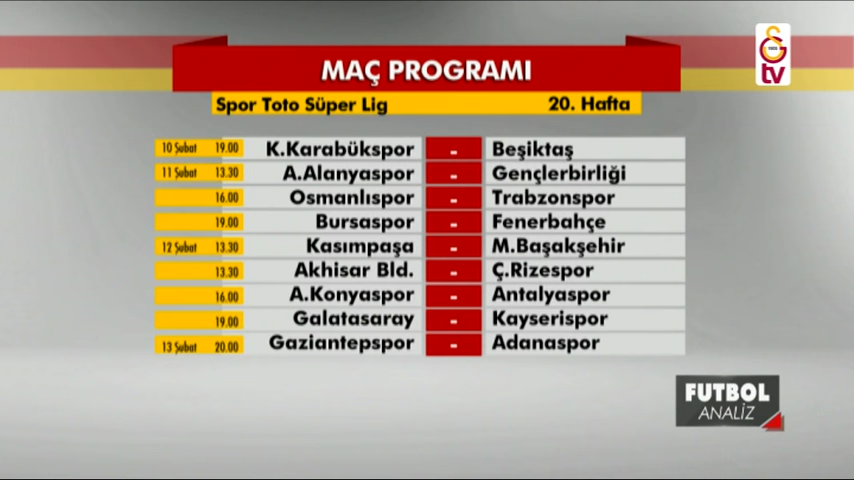 GS
tv
MAÇ PROGRAMI
Spor Toto Süper Lig 20. Hafta
10 Şubat 19.00 K.Karabükspor - Beşiktaş
11 Şubat 13.30 A.Alanyaspor - Gençlerbirliği
16.00 Osmanlıspor - Trabzonspor
19.00 Bursaspor - Fenerbahçe
12 Şubat 13.30 Kasımpaşa - M.Başakşehir
13.30 Akhisar Bld. - Ç.Rizespor
16.00 A.Konyaspor - Antalyaspor
19.00 Galatasaray - Kayserispor
13 Şubat 20.00 Gaziantepspor - Adanaspor
FUTBOL
ANALİZ